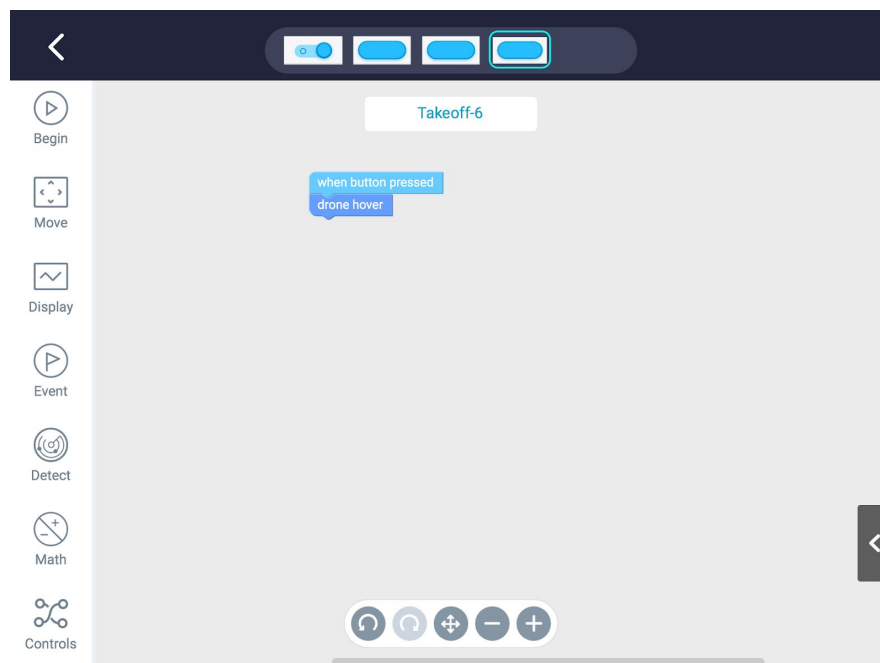 Takeoff-6
Begin
when button pressed
drone hover
Move
Display
Event
Detect
Math
Controls